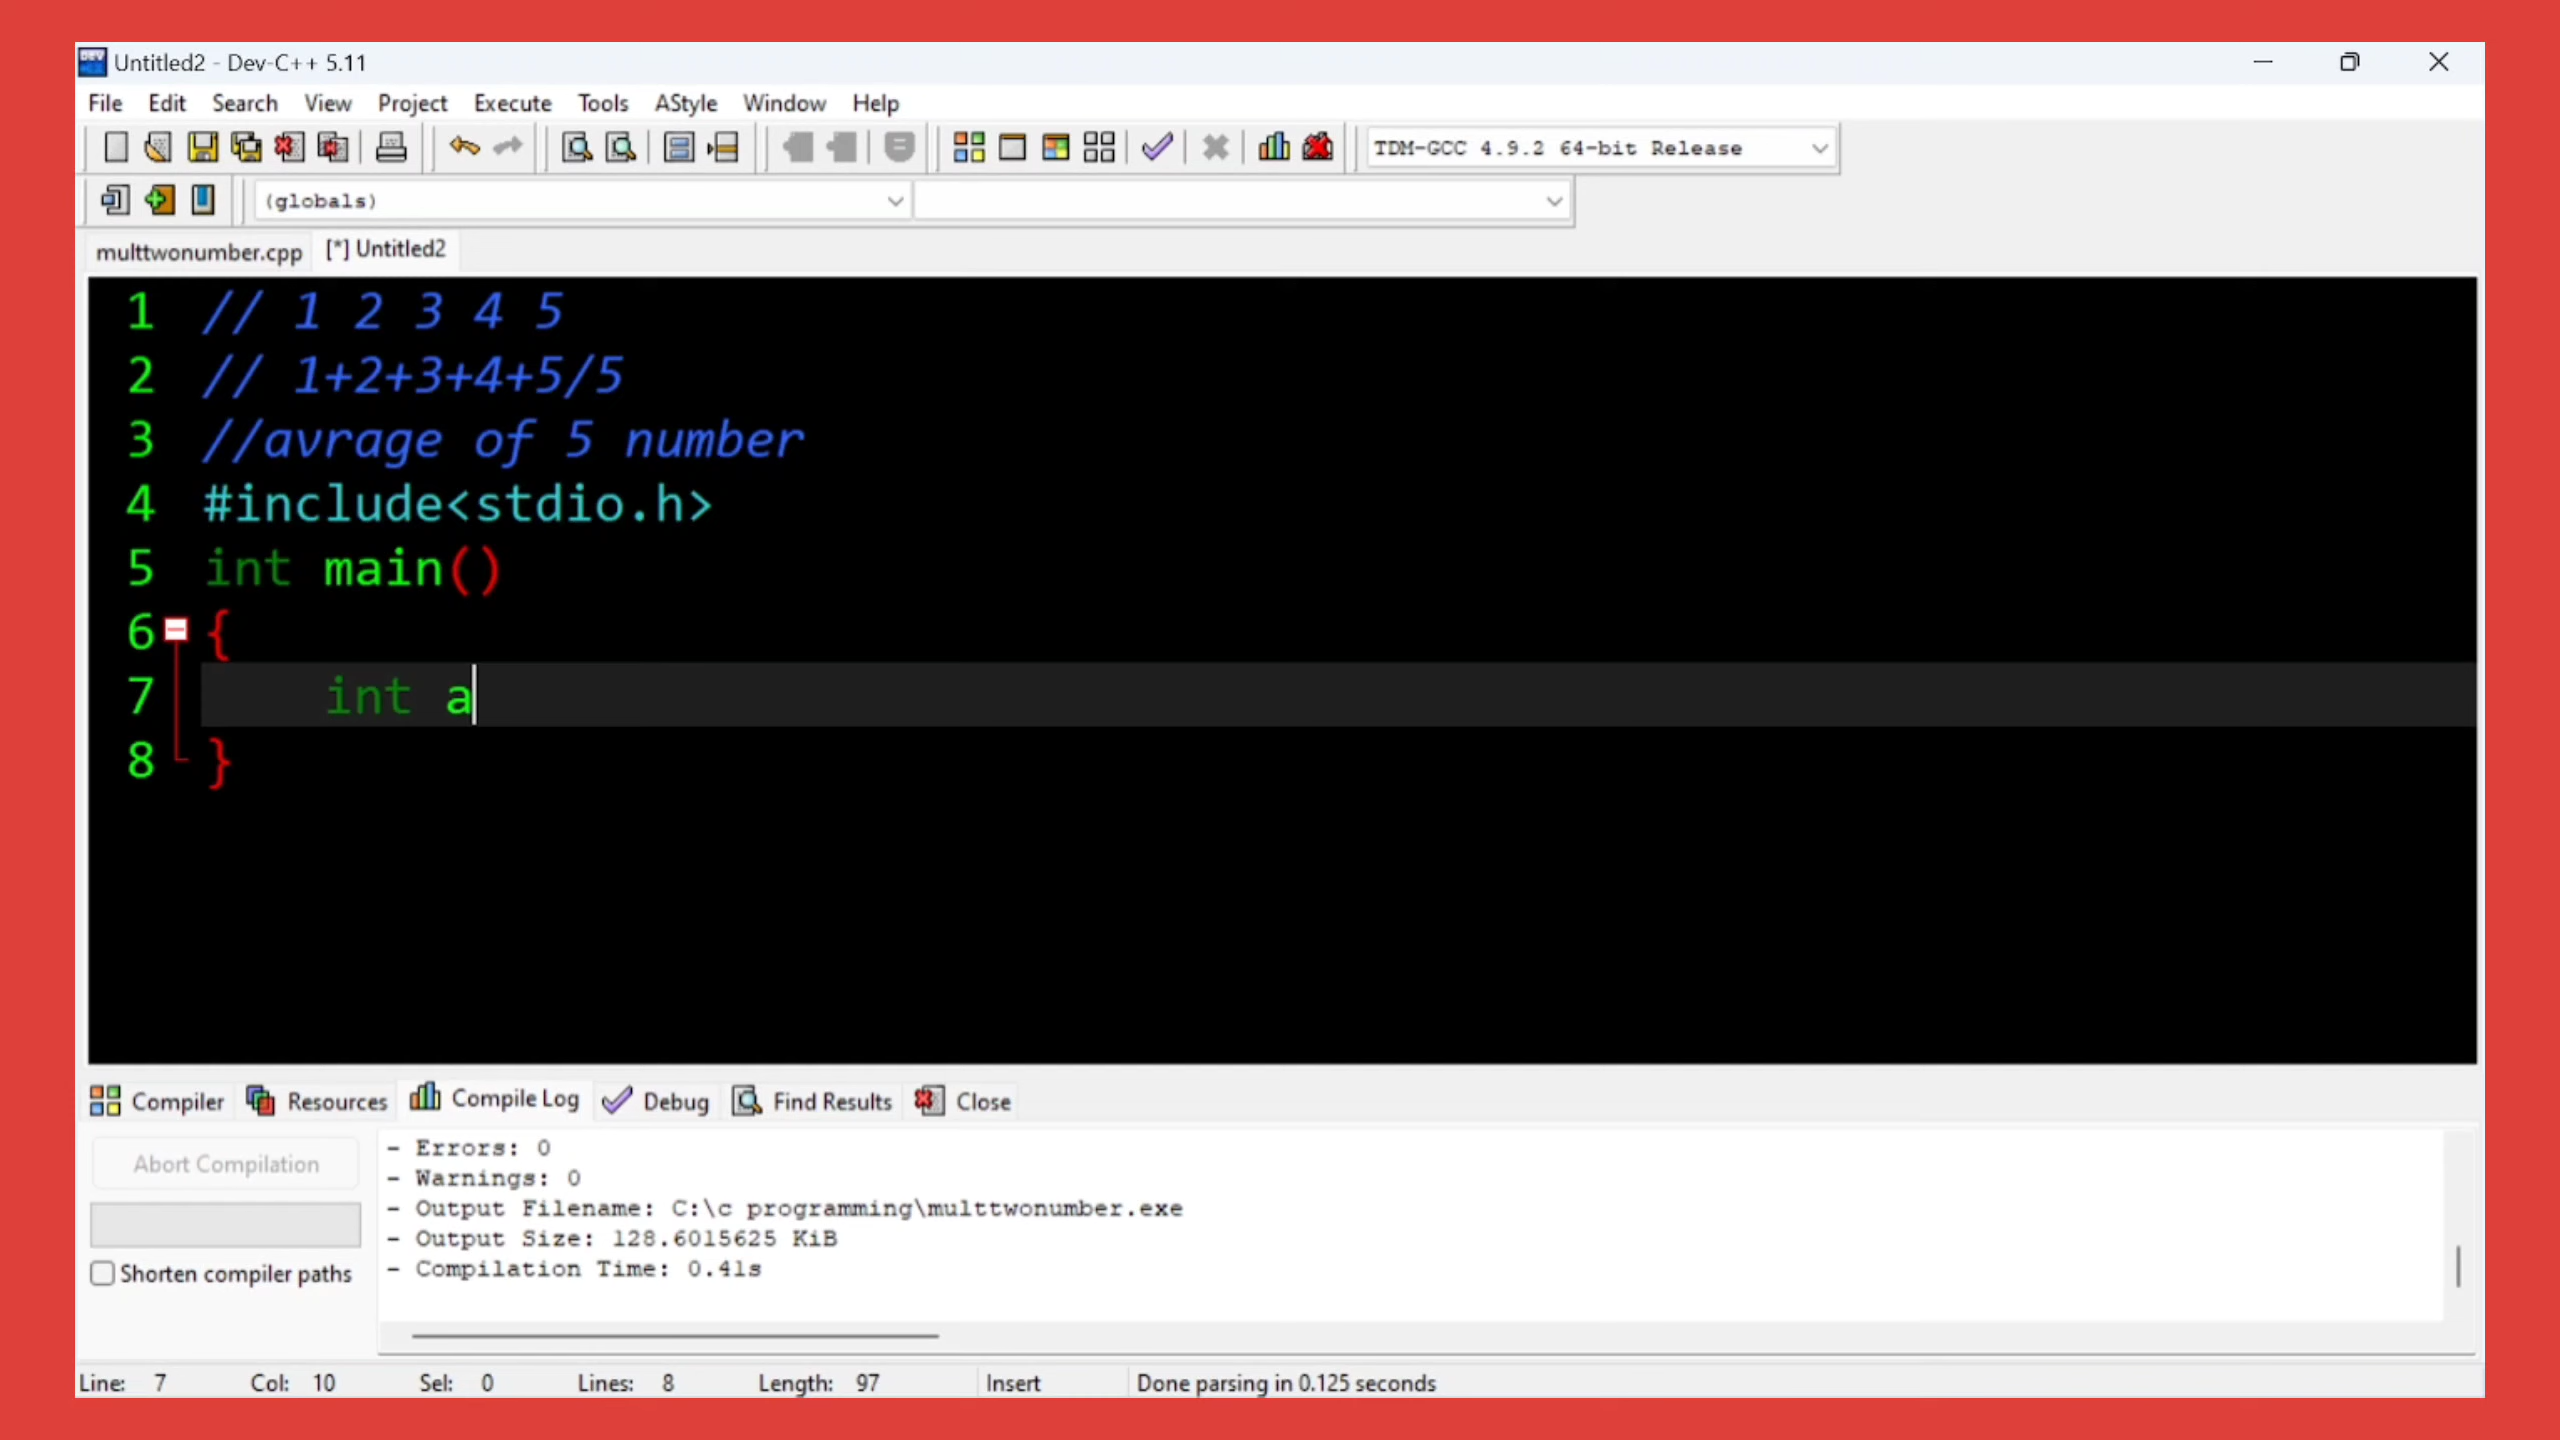 Untitled2 - Dev-C++ 5.11
File Edit Search View Project Execute Tools AStyle Window Help
TDM-GCC 4.9.2 64-bit Release
(globals)
multtwonumber.cpp [*] Untitled2
1 // 1 2 3 4 5
2 // 1+2+3+4+5/5
3 //avrage of 5 number
4 #include<stdio.h>
5 int main()
6 {
7 int a
8 }
Compiler Resources Compile Log Debug Find Results Close
Abort Compilation
Shorten compiler paths
- Errors: 0
- Warnings: 0
- Output Filename: C:\c programming\multtwonumber.exe
- Output Size: 128.6015625 KiB
- Compilation Time: 0.41s
Line: 7 Col: 10 Sel: 0 Lines: 8 Length: 97 Insert Done parsing in 0.125 seconds